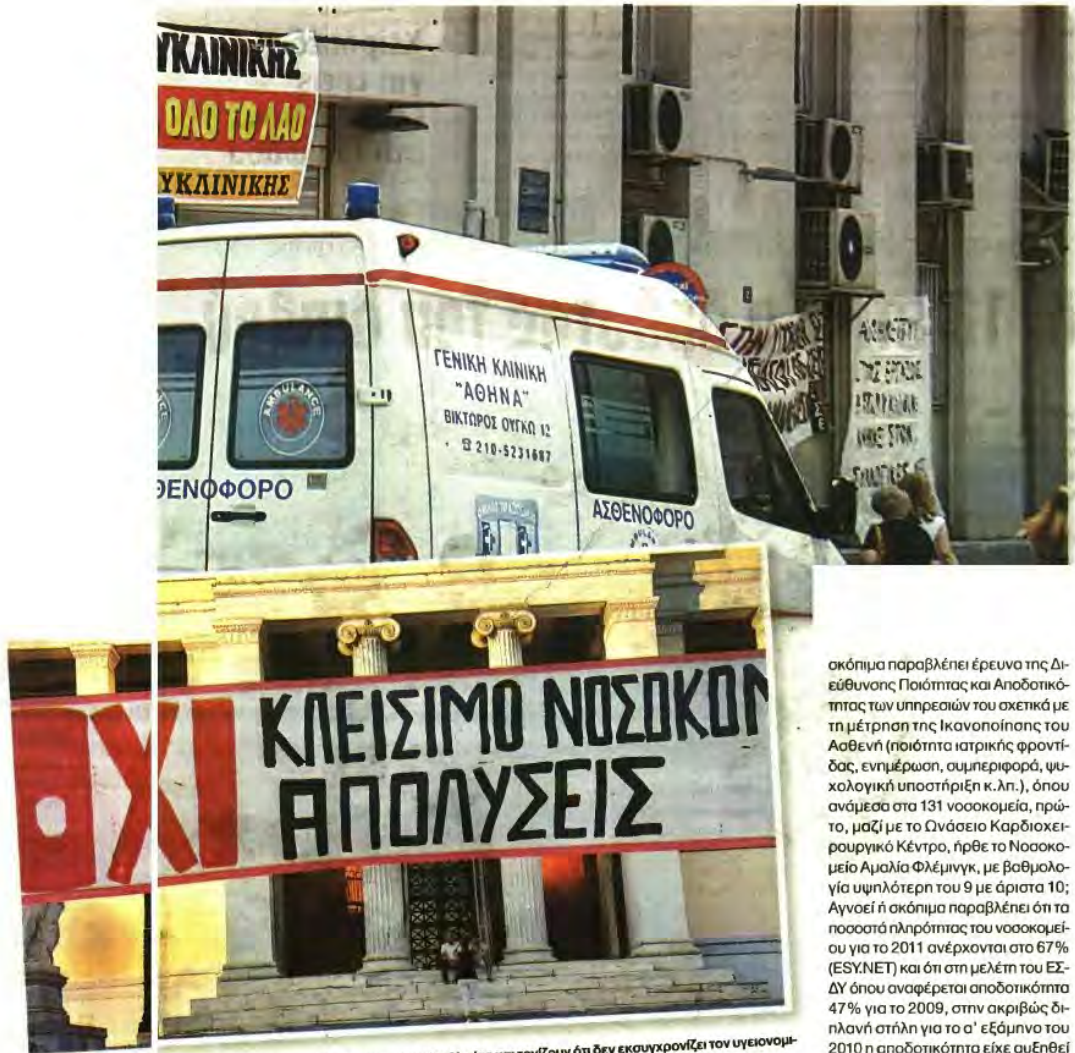 ΥΚΛΙΝΙΚΗΣ
ΟΛΟ ΤΟ ΛΑΟ
ΥΚΛΙΝΙΚΗΣ
ΓΕΝΙΚΗ ΚΛΙΝΙΚΗ
"ΑΘΗΝΑ"
ΒΙΚΤΩΡΟΣ ΟΥΓΚΩ 12
210-5231687
AMBULANCE
ΘΕΝΟΦΟΡΟ
ΑΣΘΕΝΟΦΟΡΟ
ΟΧΙ
ΚΛΕΙΣΙΜΟ ΝΟΣΟΚΟΜ
ΑΠΟΛΥΣΕΙΣ
σκόπιμα παραβλέπει έρευνα της Δι-
εύθυνσης Ποιότητας και Αποδοτικό-
τητας των υπηρεσιών του σχετικά με
τη μέτρηση της Ικανοποίησης του
Ασθενή (ποιότητα ιατρικής φροντί-
δας, ενημέρωση, συμπεριφορά, ψυ-
χολογική υποστήριξη κ.λπ.), όπου
ανάμεσα στα 131 νοσοκομεία, πρώ-
το, μαζί με το Ωνάσειο Καρδιοχει-
ρουργικό Κέντρο, ήρθε το Νοσοκο-
μείο Αμαλία Φλέμινγκ, με βαθμολο-
γία υψηλότερη του 9 με άριστα 10;
Αγνοεί ή σκόπιμα παραβλέπει ότι τα
ποσοστά πληρότητας του νοσοκομεί-
ου για το 2011 ανέρχονται στο 67%
(ESY.NET) και ότι στη μελέτη του ΕΣ-
ΔΥ όπου αναφέρεται αποδοτικότητα
47% για το 2009, στην ακριβώς δι-
πλανή στήλη για το α' εξάμηνο του
2010 η αποδοτικότητα είχε αυξηθεί
τονίζουν ότι δεν εκσυγχρονίζει τον υγειονομι-